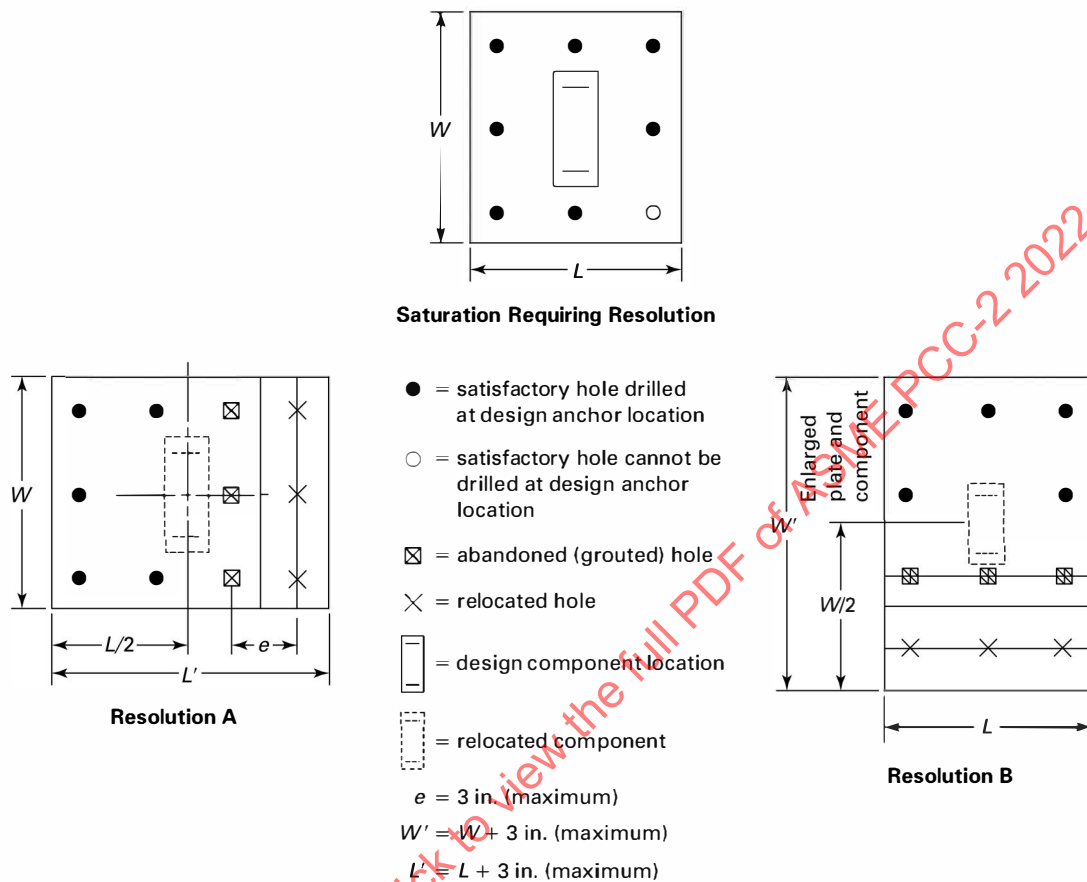 W
L
Saturation Requiring Resolution
W
L/2
e
L'
Resolution A
= satisfactory hole drilled
at design anchor location
= satisfactory hole cannot be
drilled at design anchor
location
= abandoned (grouted) hole
= relocated hole
= design component location
= relocated component
e = 3 in. (maximum)
W' = W + 3 in. (maximum)
L' = L + 3 in. (maximum)
Enlarged
plate and
component
W'
W/2
L
Resolution B
ick to view the full PDF of ASME PCC-2 2022